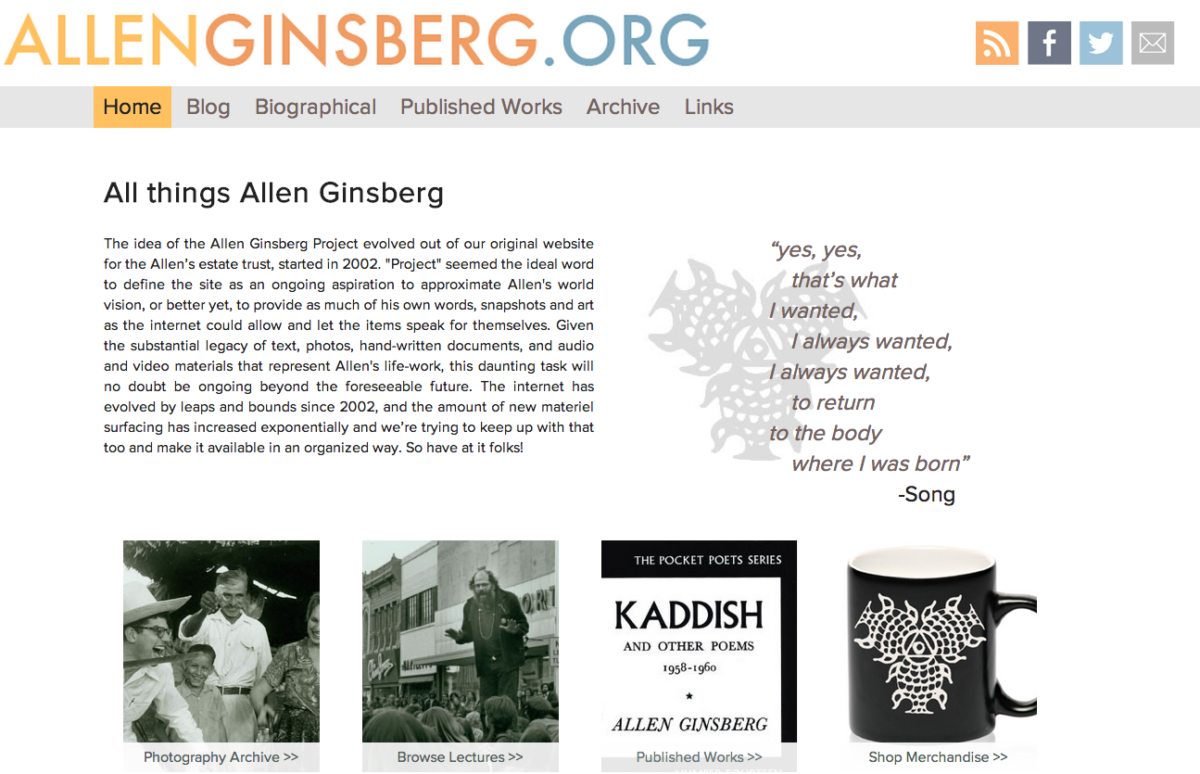 ALLENGINSBERG.ORG
Home Blog Biographical Published Works Archive Links
All things Allen Ginsberg
The idea of the Allen Ginsberg Project evolved out of our original website
for the Allen's estate trust, started in 2002. "Project" seemed the ideal word
to define the site as an ongoing aspiration to approximate Allen's world
vision, or better yet, to provide as much of his own words, snapshots and art
as the internet could allow and let the items speak for themselves. Given
the substantial legacy of text, photos, hand-written documents, and audio
and video materials that represent Allen's life-work, this daunting task will
no doubt be ongoing beyond the foreseeable future. The internet has
evolved by leaps and bounds since 2002, and the amount of new materiel
surfacing has increased exponentially and we're trying to keep up with that
too and make it available in an organized way. So have at it folks!
“yes, yes,
that's what
I wanted,
I always wanted,
I always wanted,
to return
to the body
where I was born”
-Song
Photography Archive >>
Browse Lectures >>
THE POCKET POETS SERIES
KADDISH
AND OTHER POEMS
1958-1960
★
ALLEN GINSBERG
Published Works >>
Shop Merchandise >>